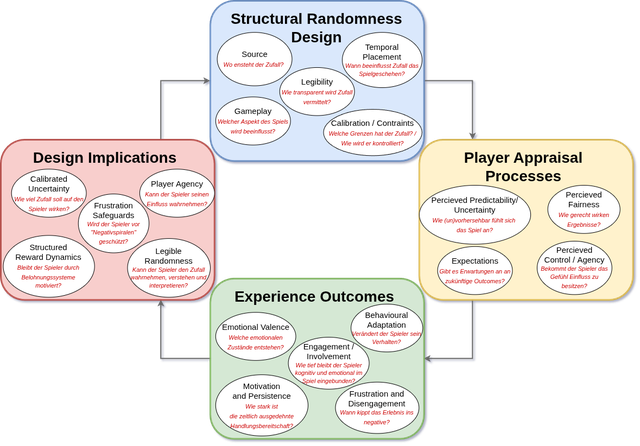 Structural Randomness
Design
Source
Wo ensteht der Zufall?
Temporal
Placement
Wann beeinflusst Zufall das
Spielgeschehen?
Legibility
Wie transparent wird Zufall
vermittelt?
Gameplay
Welcher Aspekt des Spiels
wird beeinflusst?
Calibration / Contraints
Welche Grenzen hat der Zufall? /
Wie wird er kontrolliert?
Design Implications
Calibrated
Uncertainty
Wie viel Zufall soll auf den
Spieler wirken?
Player Agency
Kann der Spieler seinen
Einfluss wahrnehmen?
Frustration
Safeguards
Wird der Spieler vor
"Negativspiralen"
geschützt?
Structured
Reward Dynamics
Bleibt der Spieler durch
Belohnungssysteme
motiviert?
Legible
Randomness
Kann der Spieler den Zufall
wahrnehmen, verstehen und
interpretieren?
Player Appraisal
Processes
Percieved Predictability/
Uncertainty
Wie (un)vorhersehbar fühlt sich
das Spiel an?
Percieved
Fairness
Wie gerecht wirken
Ergebnisse?
Expectations
Gibt es Erwartungen an an
zukünftige Outcomes?
Percieved
Control / Agency
Bekommt der Spieler das
Gefühl Einfluss zu
besitzen?
Experience Outcomes
Emotional Valence
Welche emotionalen
Zustände entstehen?
Behavioural
Adaptation
Verändert der Spieler sein
Verhalten?
Engagement /
Involvement
Wie tief bleibt der Spieler
kognitiv und emotional im
Spiel eingebunden?
Motivation
and Persistence
Wie stark ist
die zeitlich ausgedehnte
Handlungsbereitschaft?
Frustration and
Disengagement
Wann kippt das Erlebnis ins
negative?